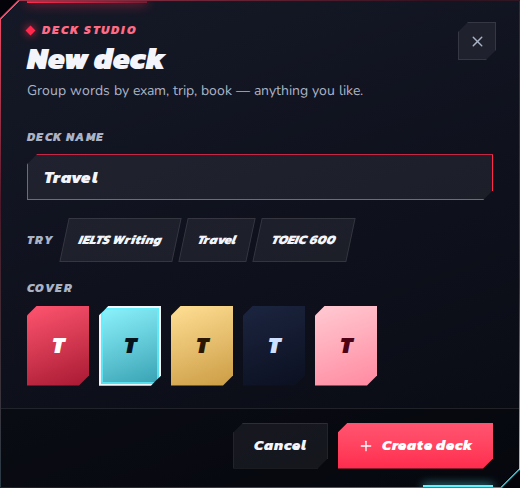 DECK STUDIO
New deck
Group words by exam, trip, book — anything you like.
DECK NAME
Travel
TRY IELTS Writing Travel TOEIC 600
COVER
T T T T T
Cancel + Create deck